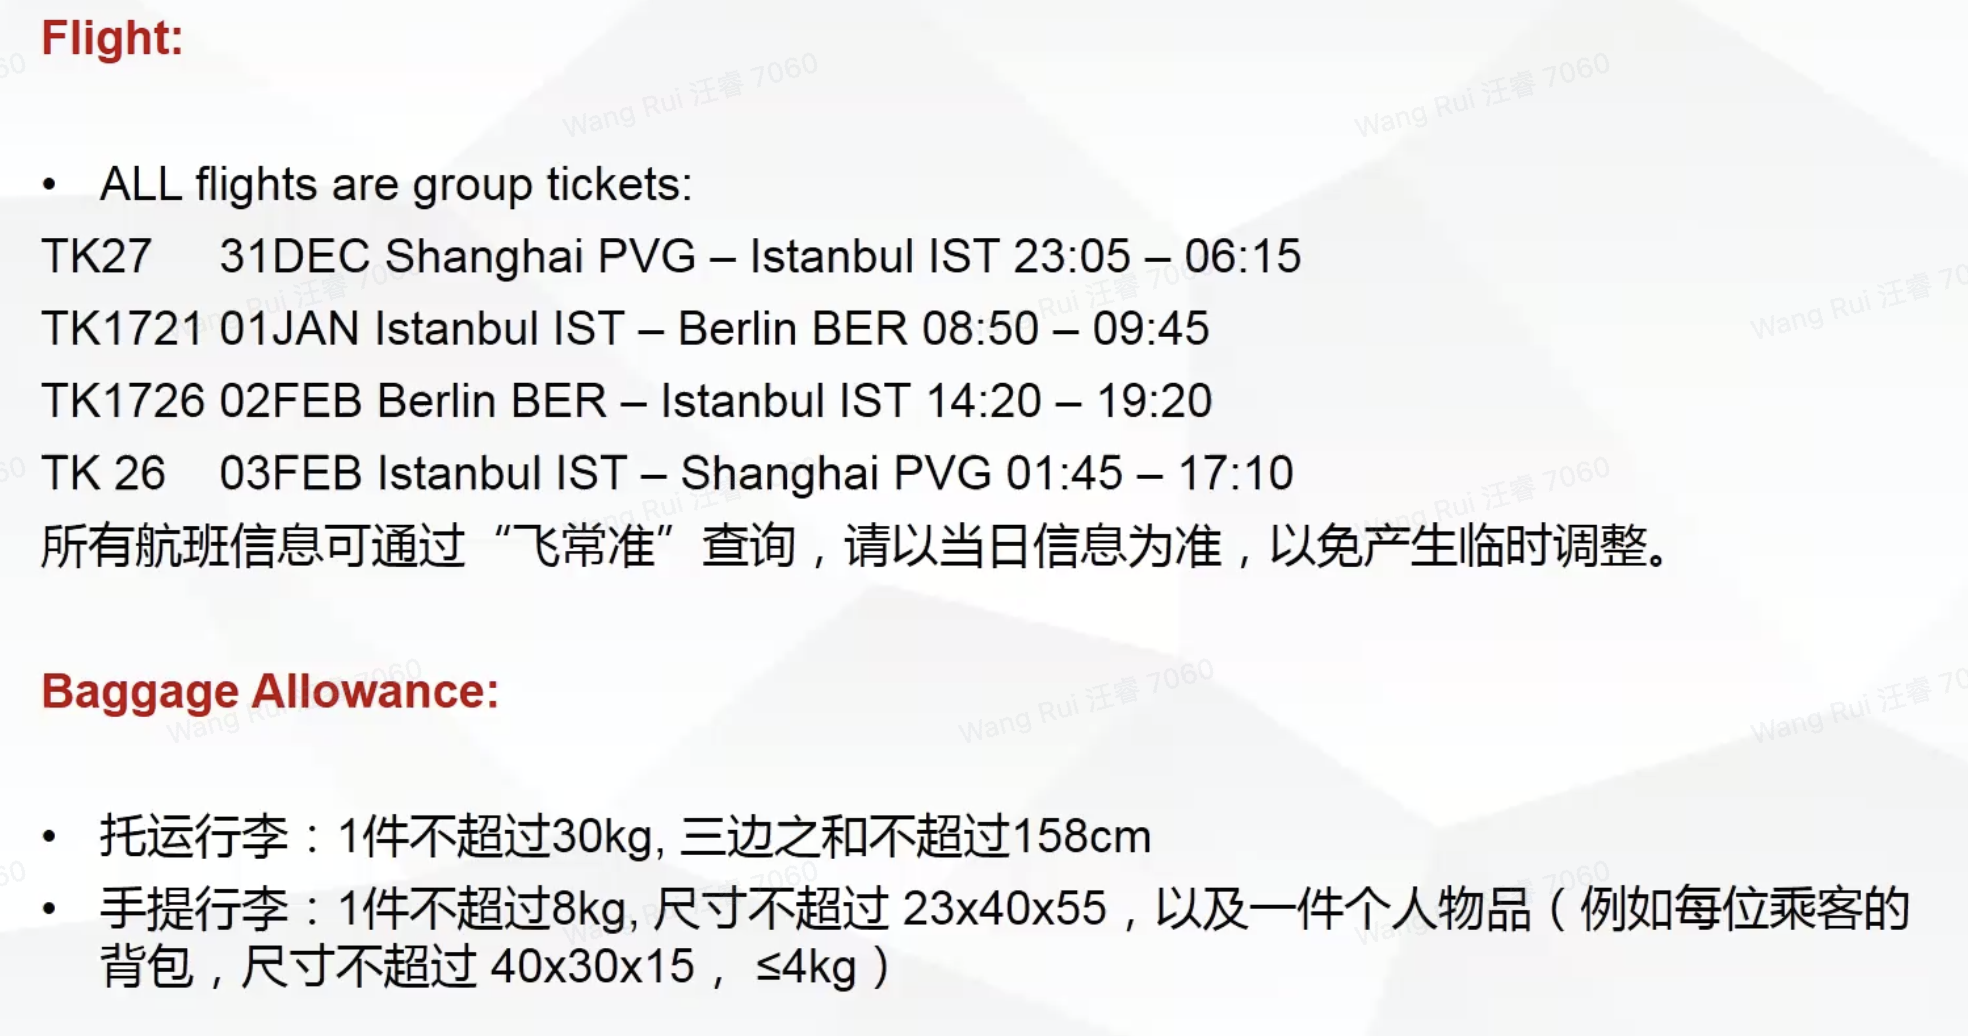 Flight:
• ALL flights are group tickets:
TK27 31DEC Shanghai PVG – Istanbul IST 23:05 – 06:15
TK1721 01JAN Istanbul IST – Berlin BER 08:50 – 09:45
TK1726 02FEB Berlin BER – Istanbul IST 14:20 – 19:20
TK 26 03FEB Istanbul IST – Shanghai PVG 01:45 – 17:10
所有航班信息可通过“飞常准”查询，请以当日信息为准，以免产生临时调整。
Baggage Allowance:
• 托运行李：1件不超过30kg, 三边之和不超过158cm
• 手提行李：1件不超过8kg, 尺寸不超过 23x40x55，以及一件个人物品（例如每位乘客的
背包，尺寸不超过 40x30x15， ≤4kg）
Wang Rui 汪睿 7060